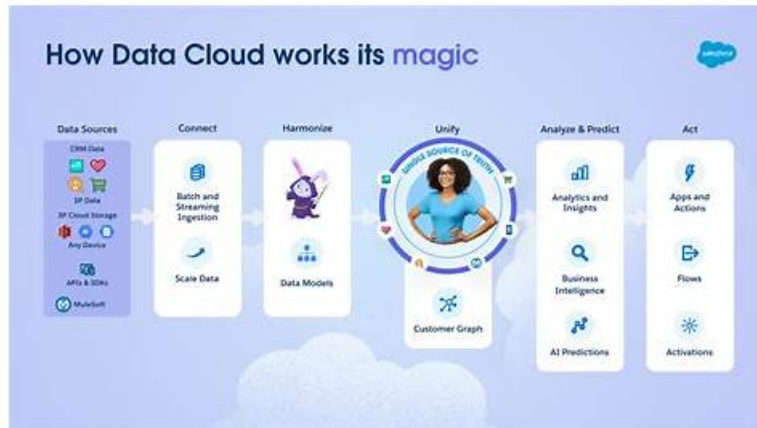 How Data Cloud works its magic
salesforce
Data Sources
CRM Data
1P Data
3P Cloud Storage
Any Device
APIs & SDKs
MuleSoft
Connect
Batch and
Streaming
Ingestion
Scale Data
Harmonize
Data Models
Unify
SINGLE SOURCE OF TRUTH
Customer Graph
Analyze & Predict
Analytics and
Insights
Business
Intelligence
AI Predictions
Act
Apps and
Actions
Flows
Activations